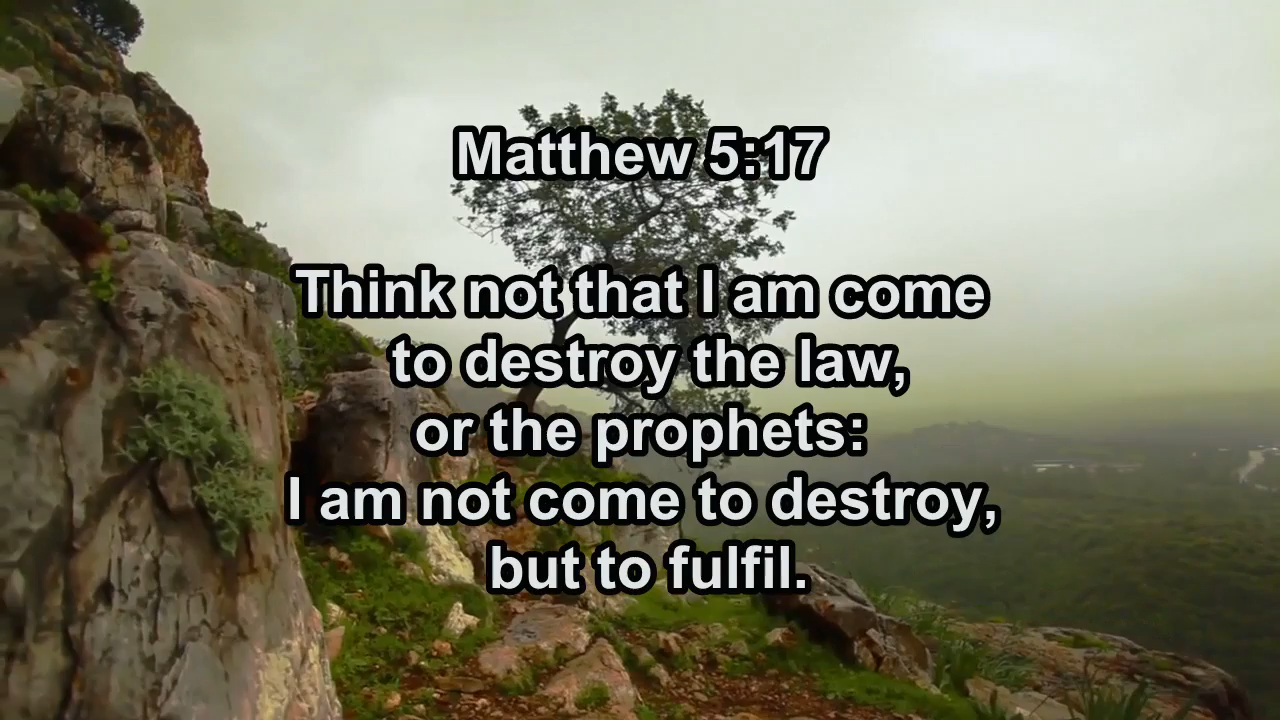 Matthew 5:17
Think not that I am come
to destroy the law,
or the prophets:
I am not come to destroy,
but to fulfil.